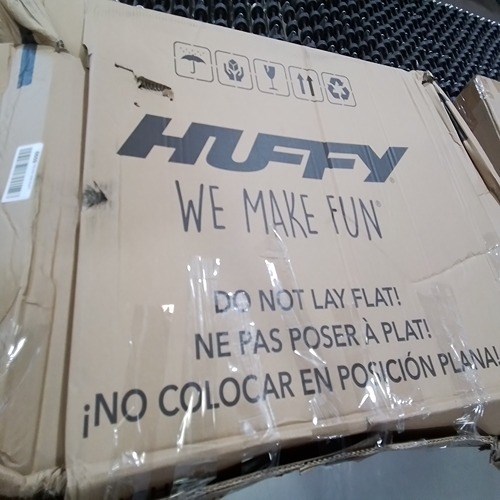 HUFFY
WE MAKE FUN®
DO NOT LAY FLAT!
NE PAS POSER À PLAT!
¡NO COLOCAR EN POSICIÓN PLANA!